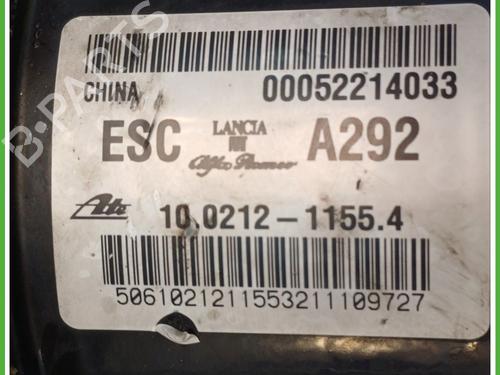 CHINA 00052214033
ESC LANCIA A292
FIAT
Alfa Romeo
Ate 10.0212-1155.4
5061021211553211109727
B-PARTS